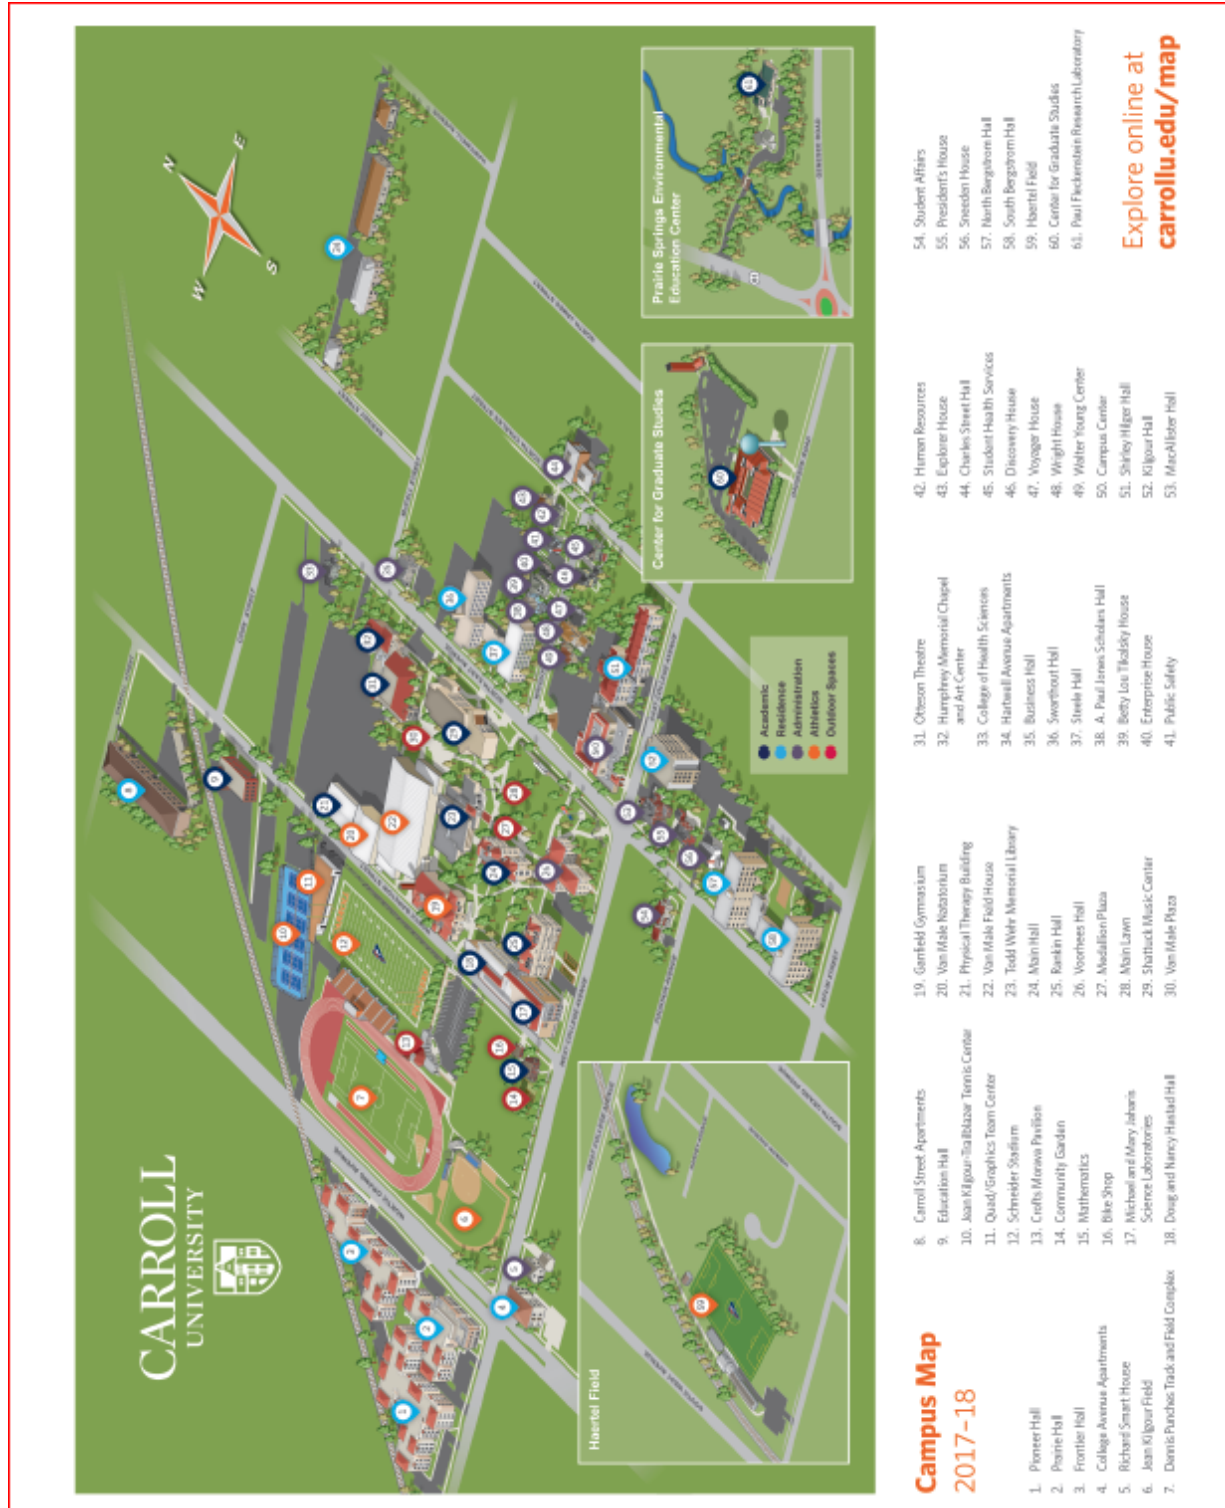 CARROLL
UNIVERSITY
N
E
S
W
Prairie Springs Environmental
Education Center
Center for Graduate Studies
Haertel Field
Academic
Residence
Administration
Athletics
Outdoor Spaces
Campus Map
2017-18
1. Pioneer Hall
2. Prairie Hall
3. Frontier Hall
4. College Avenue Apartments
5. Richard Smart House
6. Jean Kilgour Field
7. Dennis Punches Track and Field Complex
8. Carroll Street Apartments
9. Education Hall
10. Jean Kilgour-Trailblazer Tennis Center
11. Quad/Graphics Team Center
12. Schneider Stadium
13. Crofts Morava Pavilion
14. Community Garden
15. Mathematics
16. Bike Shop
17. Michael and Mary Jaharis
Science Laboratories
18. Doug and Nancy Hastad Hall
19. Ganfield Gymnasium
20. Van Male Natatorium
21. Physical Therapy Building
22. Van Male Field House
23. Todd Wehr Memorial Library
24. Main Hall
25. Rankin Hall
26. Voorhees Hall
27. Medallion Plaza
28. Main Lawn
29. Shattuck Music Center
30. Van Male Plaza
31. Otteson Theatre
32. Humphrey Memorial Chapel
and Art Center
33. College of Health Sciences
34. Hartwell Avenue Apartments
35. Business Hall
36. Swarthout Hall
37. Steele Hall
38. A. Paul Jones Scholars Hall
39. Betty Lou Tikalsky House
40. Enterprise House
41. Public Safety
42. Human Resources
43. Explorer House
44. Charles Street Hall
45. Student Health Services
46. Discovery House
47. Voyager House
48. Wright House
49. Walter Young Center
50. Campus Center
51. Shirley Hilger Hall
52. Kilgour Hall
53. MacAllister Hall
54. Student Affairs
55. President's House
56. Sneeden House
57. North Bergstrom Hall
58. South Bergstrom Hall
59. Haertel Field
60. Center for Graduate Studies
61. Paul Fleckenstein Research Laboratory
Explore online at
carrollu.edu/map